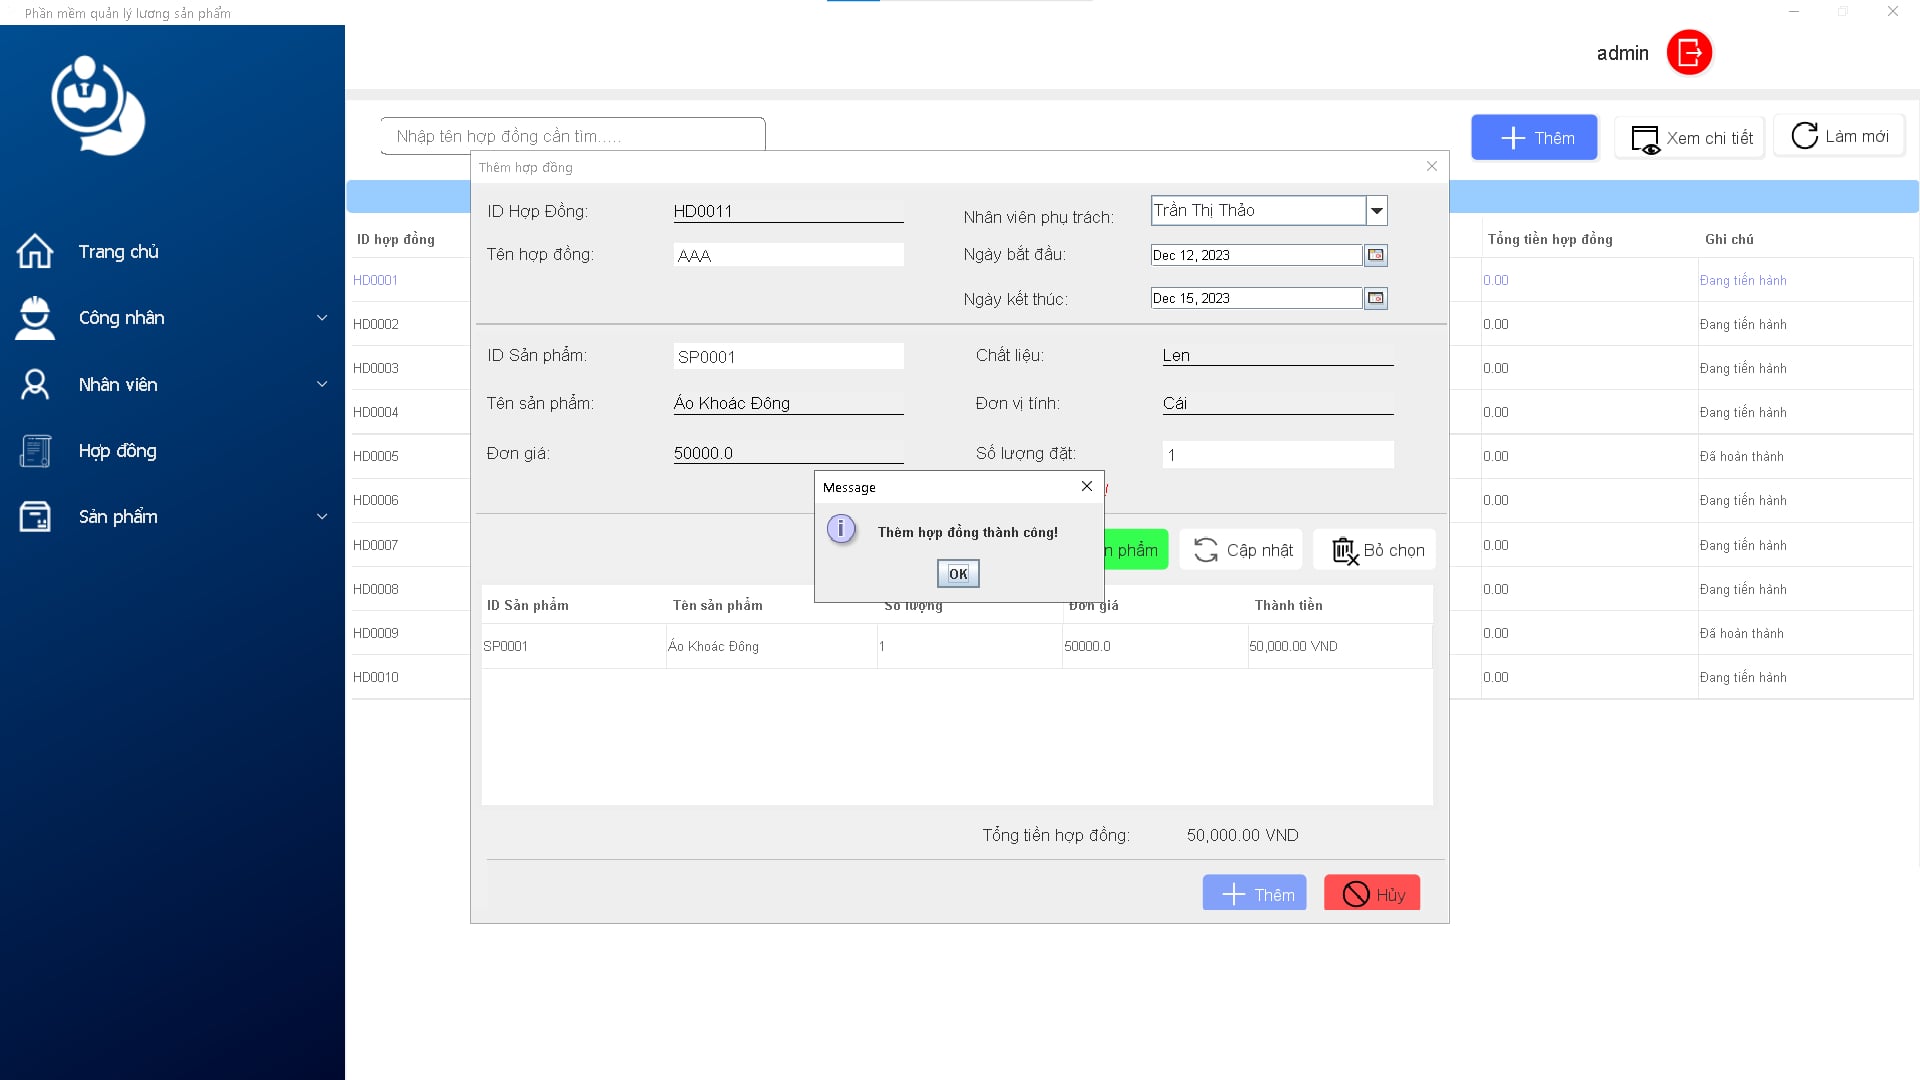 Phần mềm quản lý lương sản phẩm
admin
Nhập tên hợp đồng cần tìm.....
Thêm
Xem chi tiết
Làm mới
Trang chủ
Công nhân
Nhân viên
Hợp đồng
Sản phẩm
ID hợp đồng
Tổng tiền hợp đồng
Ghi chú
HD0001
0.00
Đang tiến hành
HD0002
0.00
Đang tiến hành
HD0003
0.00
Đang tiến hành
HD0004
0.00
Đang tiến hành
HD0005
0.00
Đã hoàn thành
HD0006
0.00
Đang tiến hành
HD0007
0.00
Đang tiến hành
HD0008
0.00
Đang tiến hành
HD0009
0.00
Đã hoàn thành
HD0010
0.00
Đang tiến hành
Thêm hợp đồng
ID Hợp Đồng:
HD0011
Nhân viên phụ trách:
Trần Thị Thảo
Tên hợp đồng:
AAA
Ngày bắt đầu:
Dec 12, 2023
Ngày kết thúc:
Dec 15, 2023
ID Sản phẩm:
SP0001
Chất liệu:
Len
Tên sản phẩm:
Áo Khoác Đông
Đơn vị tính:
Cái
Đơn giá:
50000.0
Số lượng đặt:
1
Message
Thêm hợp đồng thành công!
OK
phẩm
Cập nhật
Bỏ chọn
ID Sản phẩm
Tên sản phẩm
Số lượng
Đơn giá
Thành tiền
SP0001
Áo Khoác Đông
1
50000.0
50,000.00 VND
Tổng tiền hợp đồng:
50,000.00 VND
Thêm
Hủy